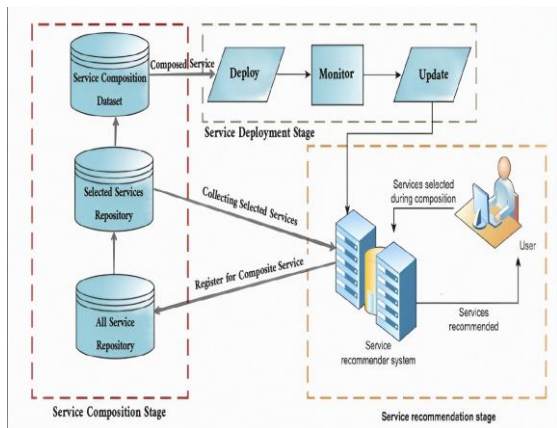 Service Composition
Dataset
Composed Service
Deploy
Monitor
Update
Service Deployment Stage
Selected Services
Repository
Collecting Selected Services
Services selected
during composition
User
Register for Composite Service
All Service
Repository
Services
recommended
Service
recommender system
Service Composition Stage
Service recommendation stage